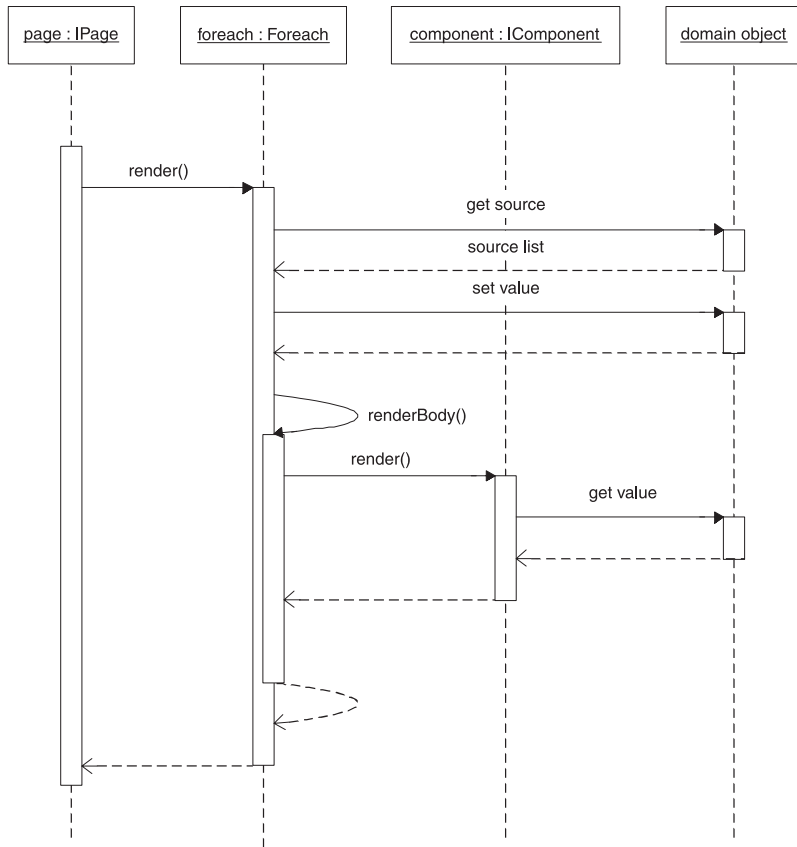 page : IPage
foreach : Foreach
component : IComponent
domain object
render()
get source
source list
set value
renderBody()
render()
get value